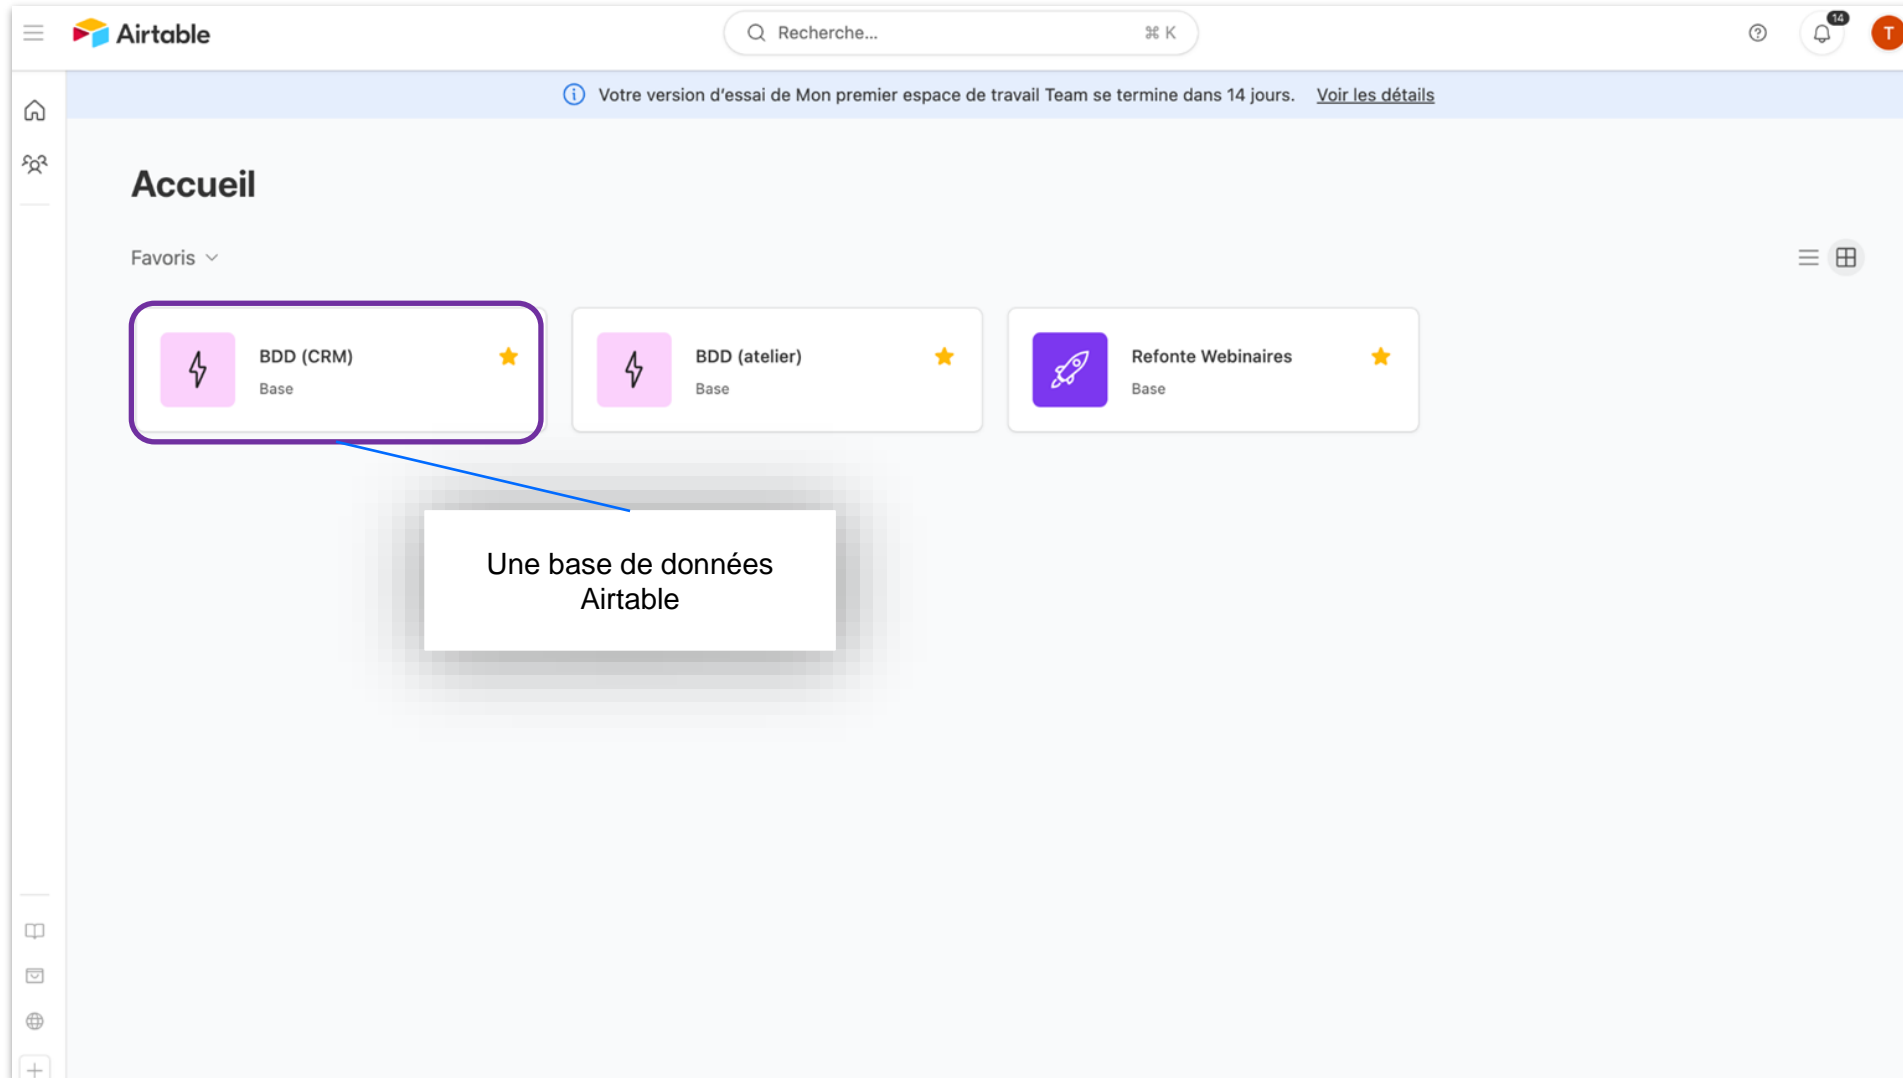 Airtable
Recherche...
⌘ K
14
T
Votre version d'essai de Mon premier espace de travail Team se termine dans 14 jours. Voir les détails
Accueil
Favoris
BDD (CRM)
Base
BDD (atelier)
Base
Refonte Webinaires
Base
Une base de données
Airtable